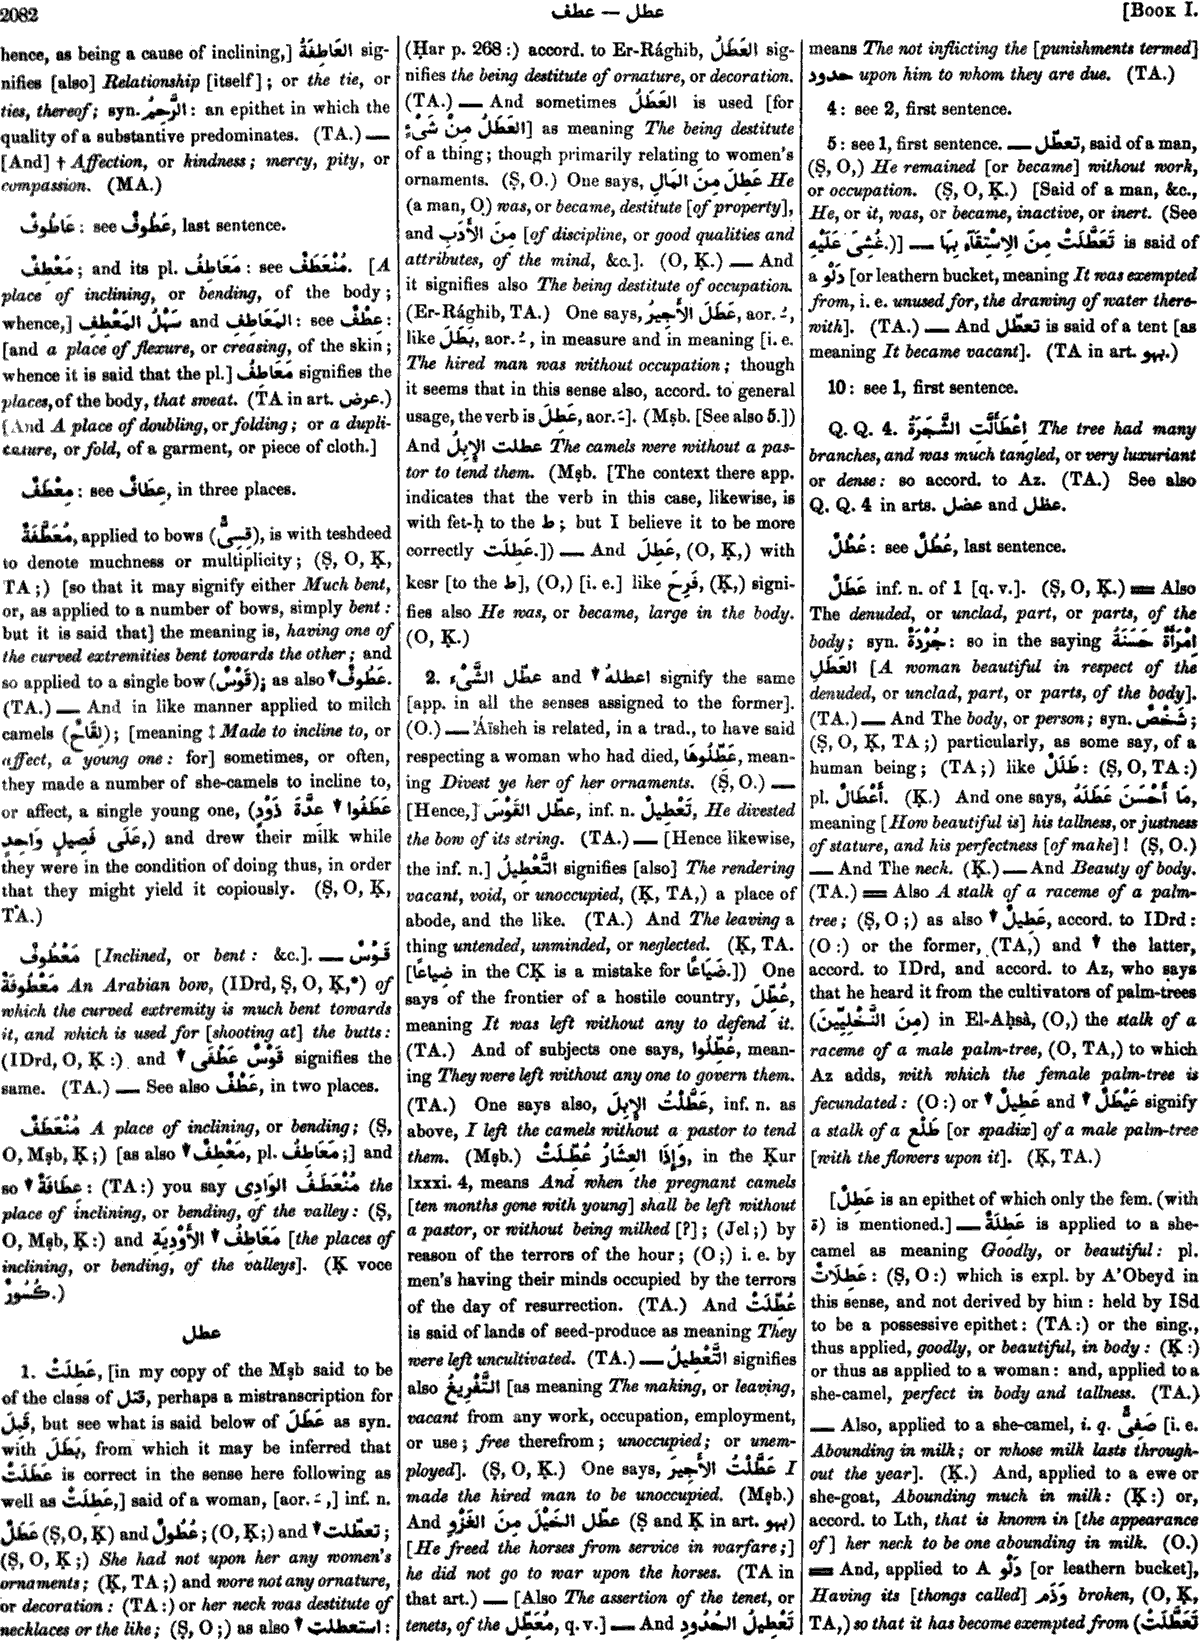 2082
عطف — عطل
[Book I.
hence, as being a cause of inclining,] العَاطِفَةُ sig-
nifies [also] Relationship [itself]; or the tie, or
ties, thereof; syn. الرَّحِمُ: an epithet in which the
quality of a substantive predominates. (TA.) —
[And] † Affection, or kindness; mercy, pity, or
compassion. (MA.)
عَاطُوفٌ: see عَطُوفٌ, last sentence.
مَعْطِفٌ; and its pl. مَعَاطِفُ: see مُنْعَطَفٌ. [A
place of inclining, or bending, of the body;
whence,] سَهْلُ المَعْطِفِ and المَعَاطِفِ: see عِطْفٌ:
[and a place of flexure, or creasing, of the skin;
whence it is said that the pl.] مَعَاطِفُ signifies the
places, of the body, that sweat. (TA in art. عرض.)
[And A place of doubling, or folding; or a dupli-
cature, or fold, of a garment, or piece of cloth.]
مِعْطَفٌ: see عِطَافٌ, in three places.
مُعَطَّفَةٌ, applied to bows (قِسِىّ), is with teshdeed
to denote muchness or multiplicity; (Ṣ, O, Ḳ,
TA;) [so that it may signify either Much bent,
or, as applied to a number of bows, simply bent:
but it is said that] the meaning is, having one of
the curved extremities bent towards the other; and
so applied to a single bow (قَوْسٌ); as also ▾ عَطُوفٌ.
(TA.) — And in like manner applied to milch
camels (لِقَاحٌ); [meaning ‡ Made to incline to, or
affect, a young one: for] sometimes, or often,
they made a number of she-camels to incline to,
or affect, a single young one, (عَطَفُوا ▾ عِدَّةَ ذَوْدٍ
عَلَى فَصِيلٍ وَاحِدٍ,) and drew their milk while
they were in the condition of doing thus, in order
that they might yield it copiously. (Ṣ, O, Ḳ,
TA.)
مَعْطُوفٌ [Inclined, or bent: &c.]. — قَوْسٌ
مَعْطُوفَةٌ An Arabian bow, (IDrd, Ṣ, O, Ḳ,*) of
which the curved extremity is much bent towards
it, and which is used for [shooting at] the butts:
(IDrd, O, Ḳ:) and ▾ قَوْسٌ عَطْفَى signifies the
same. (TA.) — See also عَطْفٌ, in two places.
مُنْعَطَفٌ A place of inclining, or bending; (Ṣ,
O, Mṣb, Ḳ;) [as also ▾ مَعْطِفٌ, pl. مَعَاطِفُ;] and
so ▾ عِطَافَةٌ: (TA:) you say مُنْعَطَفُ الوَادِى the
place of inclining, or bending, of the valley: (Ṣ,
O, Mṣb, Ḳ:) and مَعَاطِفُ ▾ الأَوْدِيَةِ [the places of
inclining, or bending, of the valleys]. (Ḳ voce
كُسُورٌ.)
عطل
1. عَطِلَتْ, [in my copy of the Mṣb said to be
of the class of قتل, perhaps a mistranscription for
قَبِلَ, but see what is said below of عَطَلَ as syn.
with بَطَلَ, from which it may be inferred that
عَطَلَتْ is correct in the sense here following as
well as عَطِلَتْ,] said of a woman, [aor. ـَ,] inf. n.
عَطَلٌ (Ṣ, O, Ḳ) and عُطُولٌ; (O, Ḳ;) and ▾ تعطّلت;
(Ṣ, O, Ḳ;) She had not upon her any women's
ornaments; (Ḳ, TA;) and wore not any ornature,
or decoration: (TA:) or her neck was destitute of
necklaces or the like; (Ṣ, O;) as also ▾ استعطلت:
(Ḥar p. 268:) accord. to Er-Rághib, العَطَلُ sig-
nifies the being destitute of ornature, or decoration.
(TA.) — And sometimes العَطَلُ is used [for
العَطَلُ مِنْ شَىْءٍ] as meaning The being destitute
of a thing; though primarily relating to women's
ornaments. (Ṣ, O.) One says, عَطِلَ مِنَ المَالِ He
(a man, O) was, or became, destitute [of property],
and مِنَ الأَدَبِ [of discipline, or good qualities and
attributes, of the mind, &c.]. (O, Ḳ.) — And
it signifies also The being destitute of occupation.
(Er-Rághib, TA.) One says, عَطَلَ الأَجِيرُ, aor. ـُ,
like بَطَلَ, aor. ـُ, in measure and in meaning [i. e.
The hired man was without occupation; though
it seems that in this sense also, accord. to general
usage, the verb is عَطِلَ, aor. ـَ]. (Mṣb. [See also 5.])
And عطلت الإِبِلُ The camels were without a pas-
tor to tend them. (Mṣb. [The context there app.
indicates that the verb in this case, likewise, is
with fet-ḥ to the ط; but I believe it to be more
correctly عَطِلَت.]) — And عَطِلَ, (O, Ḳ,) with
kesr [to the ط], (O,) [i. e.] like فَرِحَ, (Ḳ,) signi-
fies also He was, or became, large in the body.
(O, Ḳ.)
2. عطّل الشَّىْءَ and ▾ اعطلهُ signify the same
[app. in all the senses assigned to the former].
(O.) — 'Áïsheh is related, in a trad., to have said
respecting a woman who had died, عَطِّلُوهَا, mean-
ing Divest ye her of her ornaments. (Ṣ, O.) —
[Hence,] عطّل القَوْسَ, inf. n. تَعْطِيلٌ, He divested
the bow of its string. (TA.) — [Hence likewise,
the inf. n.] التَّعْطِيلُ signifies [also] The rendering
vacant, void, or unoccupied, (Ḳ, TA,) a place of
abode, and the like. (TA.) And The leaving a
thing untended, unminded, or neglected. (Ḳ, TA.
[ضِيَاعًا in the CḲ is a mistake for ضَيَاعًا.]) One
says of the frontier of a hostile country, عُطِّلَ,
meaning It was left without any to defend it.
(TA.) And of subjects one says, عُطِّلُوا, mean-
ing They were left without any one to govern them.
(TA.) One says also, عَطَّلْتُ الإِبِلَ, inf. n. as
above, I left the camels without a pastor to tend
them. (Mṣb.) وَإِذَا العِشَارُ عُطِّلَتْ, in the Ḳur
lxxxi. 4, means And when the pregnant camels
[ten months gone with young] shall be left without
a pastor, or without being milked [?]; (Jel;) by
reason of the terrors of the hour; (O;) i. e. by
men's having their minds occupied by the terrors
of the day of resurrection. (TA.) And عُطِّلَتْ
is said of lands of seed-produce as meaning They
were left uncultivated. (TA.) — التَّعْطِيلُ signifies
also التَّفْرِيغُ [as meaning The making, or leaving,
vacant from any work, occupation, employment,
or use; free therefrom; unoccupied; or unem-
ployed]. (Ṣ, O, Ḳ.) One says, عَطَّلْتُ الأَجِيرَ I
made the hired man to be unoccupied. (Mṣb.)
And عطّل الخَيْلَ مِنَ الغَزْوِ (Ṣ and Ḳ in art. بهو)
[He freed the horses from service in warfare;]
he did not go to war upon the horses. (TA in
that art.) — [Also The assertion of the tenet, or
tenets, of the مُعَطِّل, q. v.] — And تَعْطِيلُ الحُدُودِ
means The not inflicting the [punishments termed]
حدود upon him to whom they are due. (TA.)
4: see 2, first sentence.
5: see 1, first sentence. — تعطّل, said of a man,
(Ṣ, O,) He remained [or became] without work,
or occupation. (Ṣ, O, Ḳ.) [Said of a man, &c.,
He, or it, was, or became, inactive, or inert. (See
غُشِىَ عَلَيْهِ.)] — تَعَطَّلَتْ مِنَ الِاسْتِقَآءِ بِهَا is said of
a دَلْو [or leathern bucket, meaning It was exempted
from, i. e. unused for, the drawing of water there-
with]. (TA.) — And تعطّل is said of a tent [as
meaning It became vacant]. (TA in art. بهو.)
10: see 1, first sentence.
Q. Q. 4. اِعْطَأَلَّتِ الشَّجَرَةُ The tree had many
branches, and was much tangled, or very luxuriant
or dense: so accord. to Az. (TA.) See also
Q. Q. 4 in arts. عضل and عظل.
عُطْلٌ: see عُطُلٌ, last sentence.
عَطَلٌ inf. n. of 1 [q. v.]. (Ṣ, O, Ḳ.) ═ Also
The denuded, or unclad, part, or parts, of the
body; syn. جُرْدَةٌ: so in the saying اِمْرَأَةٌ حَسَنَةُ
العَطَلِ [A woman beautiful in respect of the
denuded, or unclad, part, or parts, of the body].
(TA.) — And The body, or person; syn. شَخْصٌ;
(Ṣ, O, Ḳ, TA;) particularly, as some say, of a
human being; (TA;) like طَلَلٌ: (Ṣ, O, TA:)
pl. أَعْطَالٌ. (Ḳ.) And one says, مَا أَحْسَنَ عَطَلَهُ,
meaning [How beautiful is] his tallness, or justness
of stature, and his perfectness [of make]! (Ṣ, O.)
— And The neck. (Ḳ.) — And Beauty of body.
(TA.) ═ Also A stalk of a raceme of a palm-
tree; (Ṣ, O;) as also ▾ عَطِيلٌ, accord. to IDrd:
(O:) or the former, (TA,) and ▾ the latter,
accord. to IDrd, and accord. to Az, who says
that he heard it from the cultivators of palm-trees
(مِنَ النَّخْلِيِّينَ) in El-Aḥsà, (O,) the stalk of a
raceme of a male palm-tree, (O, TA,) to which
Az adds, with which the female palm-tree is
fecundated: (O:) or ▾ عَطِيلٌ and ▾ عَيْطَلٌ signify
a stalk of a طَلْع [or spadix] of a male palm-tree
[with the flowers upon it]. (Ḳ, TA.)
[عَطِلٌ is an epithet of which only the fem. (with
ة) is mentioned.] — عَطِلَةٌ is applied to a she-
camel as meaning Goodly, or beautiful: pl.
عَطِلَاتٌ: (Ṣ, O:) which is expl. by A'Obeyd in
this sense, and not derived by him: held by ISd
to be a possessive epithet: (TA:) or the sing.,
thus applied, goodly, or beautiful, in body: (Ḳ:)
or thus as applied to a woman: and, applied to a
she-camel, perfect in body and tallness. (TA.)
— Also, applied to a she-camel, i. q. صَفِىّ [i. e.
Abounding in milk; or whose milk lasts through-
out the year]. (Ḳ.) And, applied to a ewe or
she-goat, Abounding much in milk: (Ḳ:) or,
accord. to Lth, that is known in [the appearance
of] her neck to be one abounding in milk. (O.)
═ And, applied to A دَلْو [or leathern bucket],
Having its [thongs called] وَذَم broken, (O, Ḳ,
TA,) so that it has become exempted from (تَعَطَّلَتْ